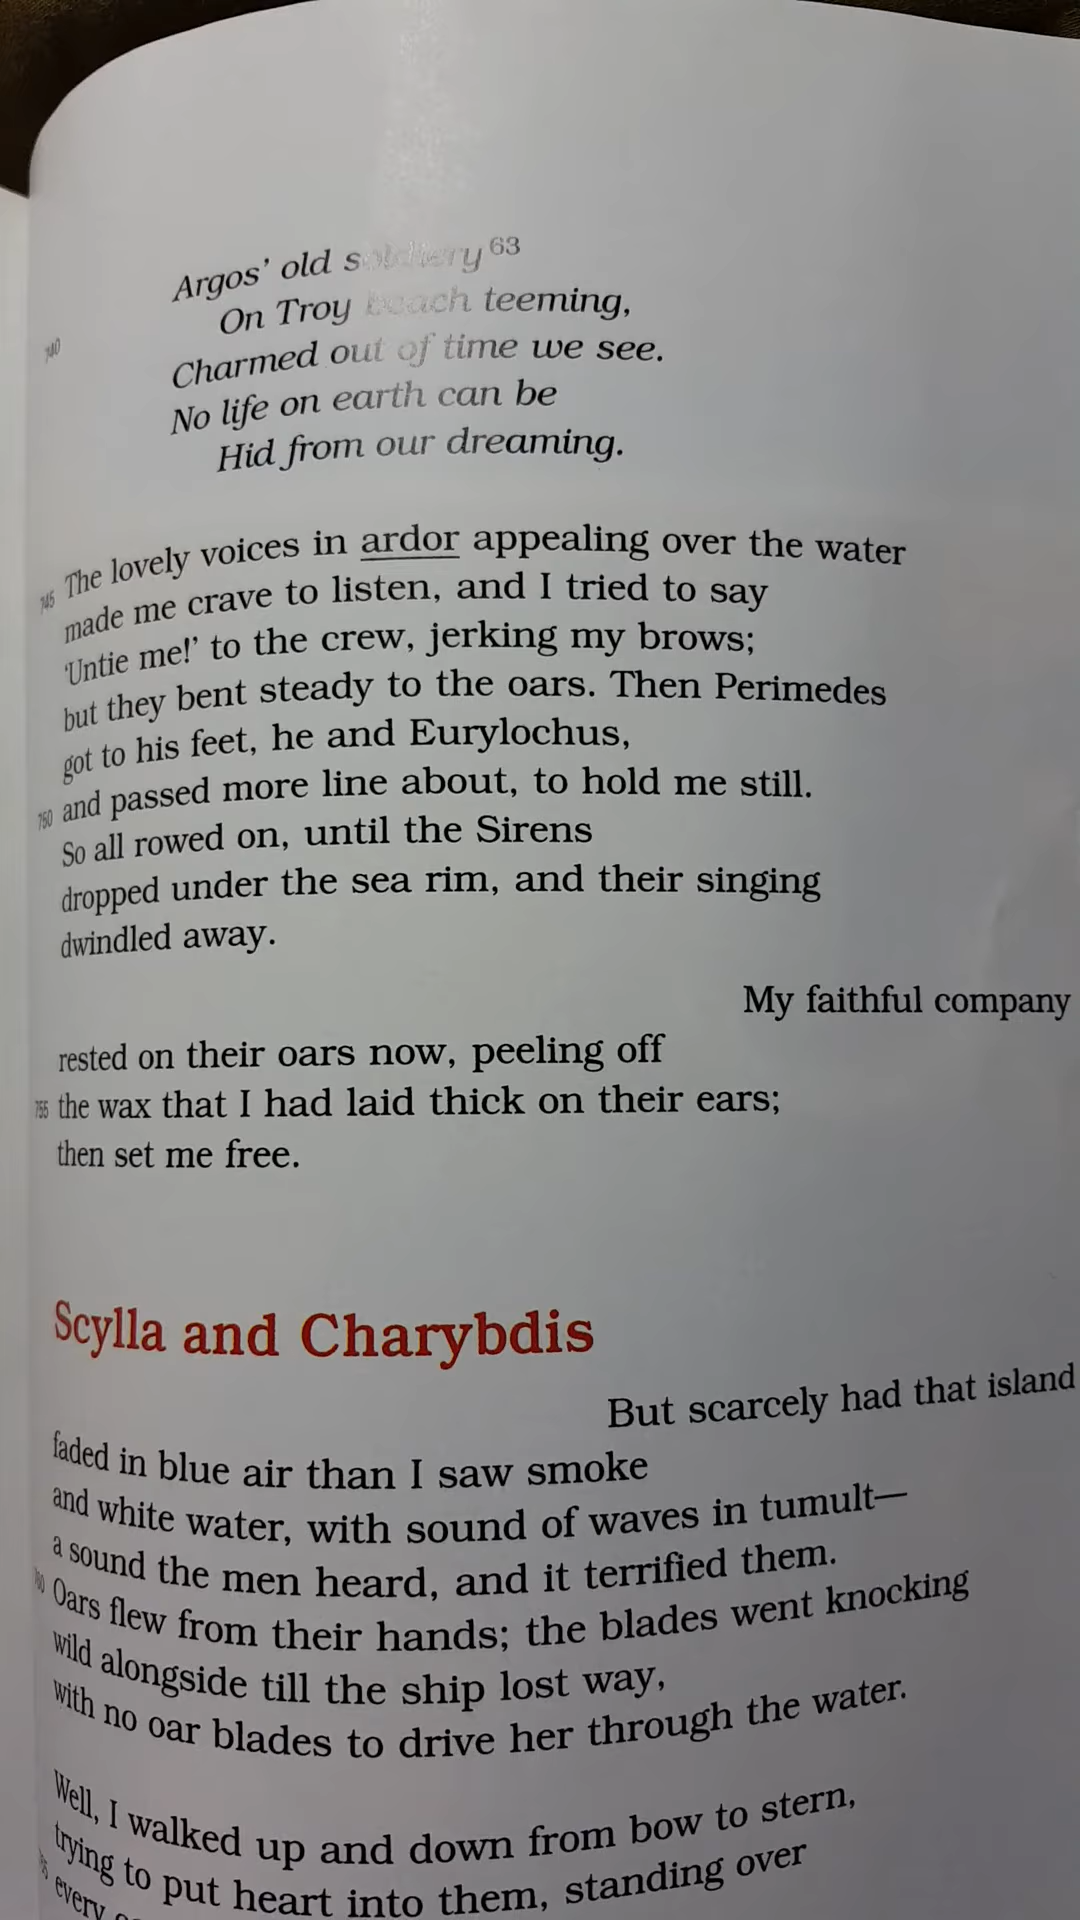 Argos' old soldiery 63
On Troy beach teeming,
740 Charmed out of time we see.
No life on earth can be
Hid from our dreaming.
The lovely voices in ardor appealing over the water
745 made me crave to listen, and I tried to say
'Untie me!' to the crew, jerking my brows;
but they bent steady to the oars. Then Perimedes
got to his feet, he and Eurylochus,
750 and passed more line about, to hold me still.
So all rowed on, until the Sirens
dropped under the sea rim, and their singing
dwindled away.
My faithful company
rested on their oars now, peeling off
755 the wax that I had laid thick on their ears;
then set me free.
Scylla and Charybdis
But scarcely had that island
faded in blue air than I saw smoke
and white water, with sound of waves in tumult—
a sound the men heard, and it terrified them.
760 Oars flew from their hands; the blades went knocking
wild alongside till the ship lost way,
with no oar blades to drive her through the water.
Well, I walked up and down from bow to stern,
trying to put heart into them, standing over
every